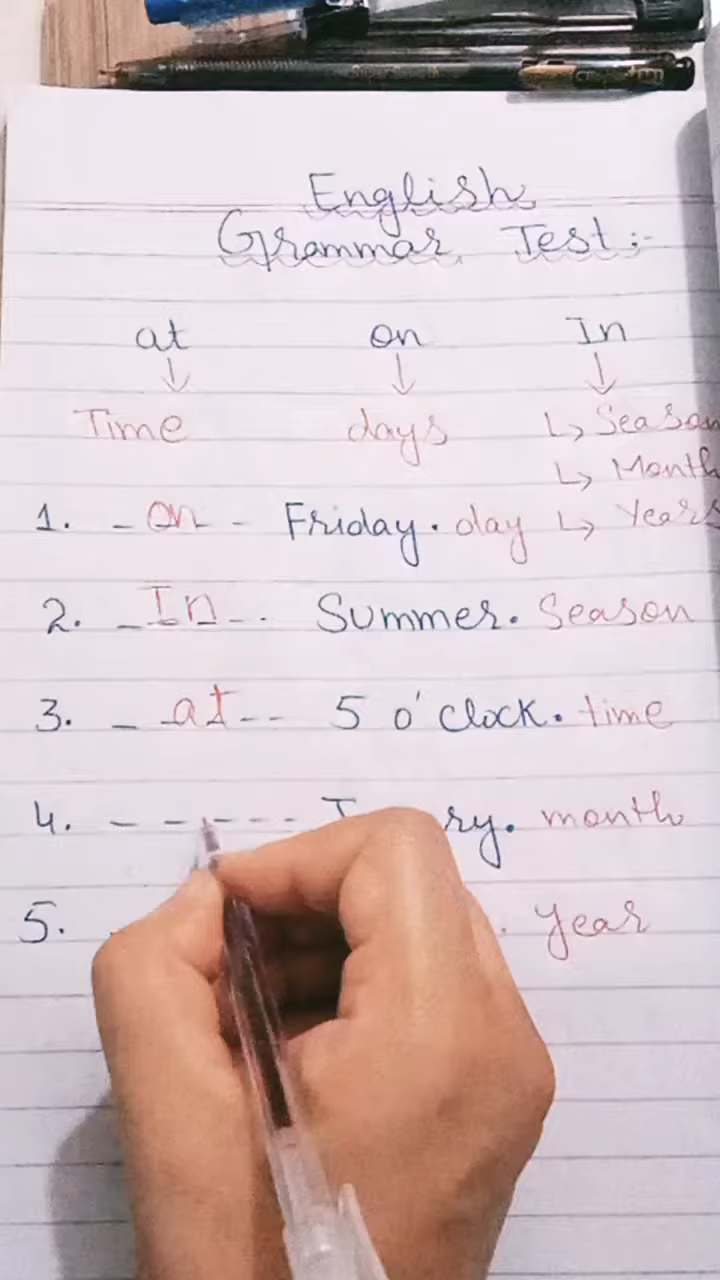 English
Grammar Test :-
at on In
Time days ↳ Season
↳ Month
1. _ on _ Friday. day ↳ Years
2. _ In _ . Summer. Season
3. _ at _ _ 5 o'clock. time
4. _ _ _ _ _ month
5. year